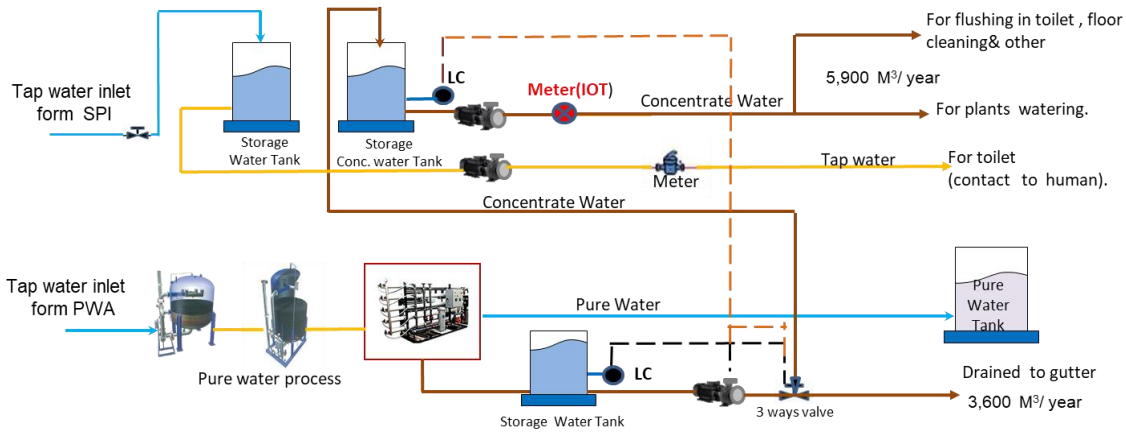 For flushing in toilet , floor
cleaning& other
LC
Meter(IOT)
5,900 M³/ year
Tap water inlet
form SPI
Concentrate Water
For plants watering.
Storage
Water Tank
Storage
Conc. water Tank
Tap water
For toilet
(contact to human).
Meter
Concentrate Water
Tap water inlet
form PWA
Pure Water
Pure
Water
Tank
Pure water process
LC
Drained to gutter
3,600 M³/ year
Storage Water Tank
3 ways valve